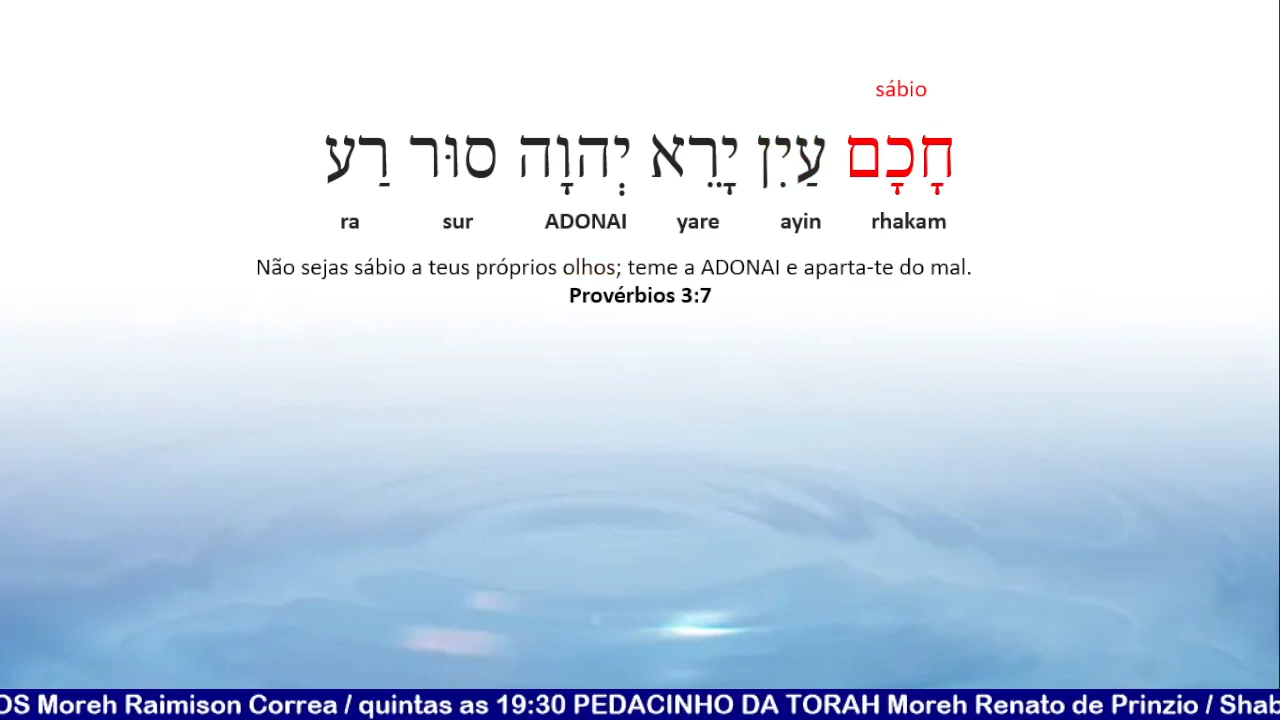 sábio
חָכָם עַיִן יָרֵא יְהוָה סוּר רַע
ra sur ADONAI yare ayin rhakam
Não sejas sábio a teus próprios olhos; teme a ADONAI e aparta-te do mal.
Provérbios 3:7
OS Moreh Raimison Correa / quintas as 19:30 PEDACINHO DA TORAH Moreh Renato de Prinzio / Shab